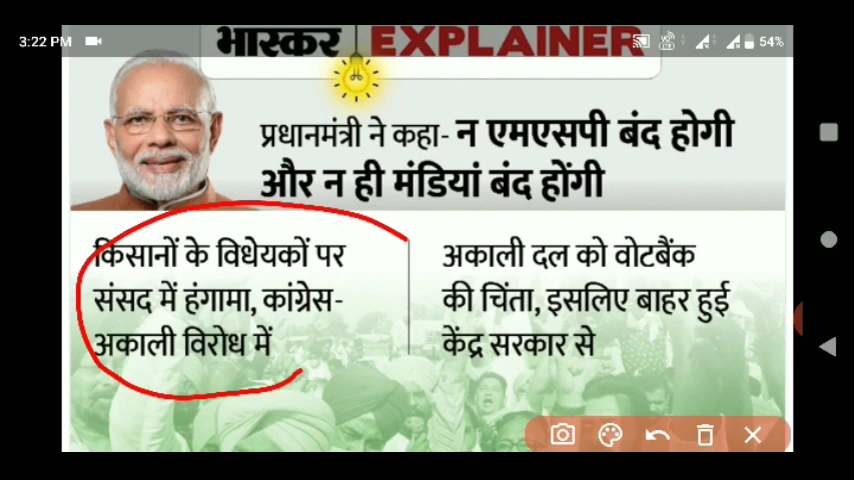 3:22 PM
54%
भास्कर EXPLAINER
प्रधानमंत्री ने कहा- न एमएसपी बंद होगी
और न ही मंडियां बंद होंगी
किसानों के विधेयकों पर
संसद में हंगामा, कांग्रेस-
अकाली विरोध में
अकाली दल को वोटबैंक
की चिंता, इसलिए बाहर हुई
केंद्र सरकार से